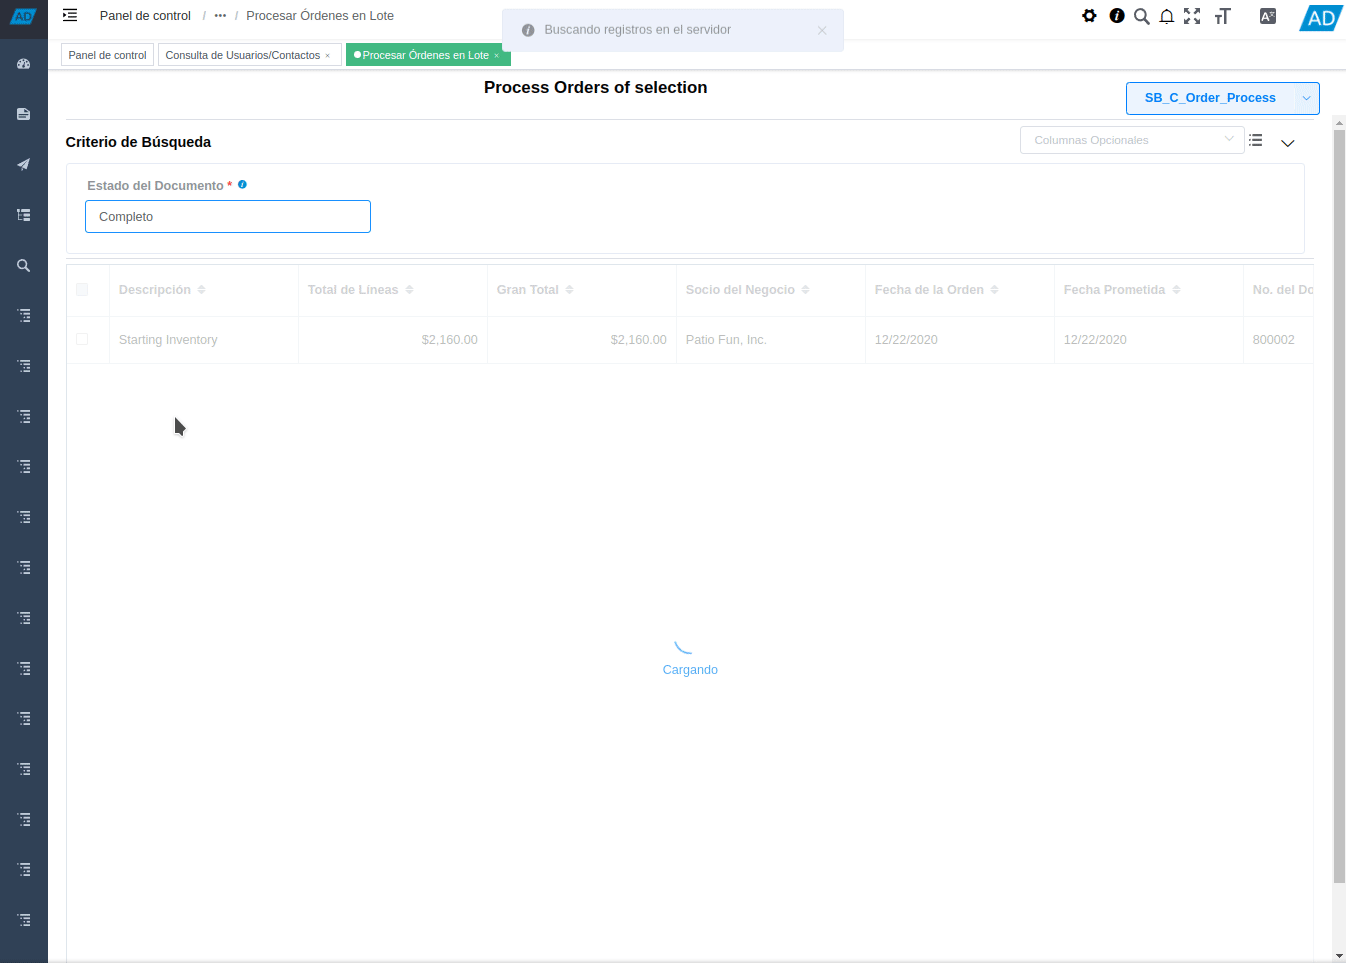 AD
Panel de control / ••• / Procesar Órdenes en Lote
Buscando registros en el servidor
AD
Panel de control
Consulta de Usuarios/Contactos ×
Procesar Órdenes en Lote ×
Process Orders of selection
SB_C_Order_Process
Criterio de Búsqueda
Columnas Opcionales
Estado del Documento *
Completo
Descripción Total de Líneas Gran Total Socio del Negocio Fecha de la Orden Fecha Prometida No. del Do
Starting Inventory $2,160.00 $2,160.00 Patio Fun, Inc. 12/22/2020 12/22/2020 800002
Cargando